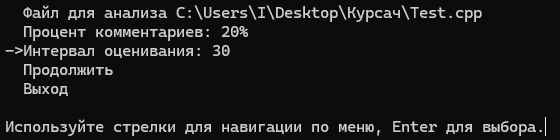 Файл для анализа C:\Users\I\Desktop\Курсач\Test.cpp
Процент комментариев: 20%
—>Интервал оценивания: 30
Продолжить
Выход
Используйте стрелки для навигации по меню, Enter для выбора.